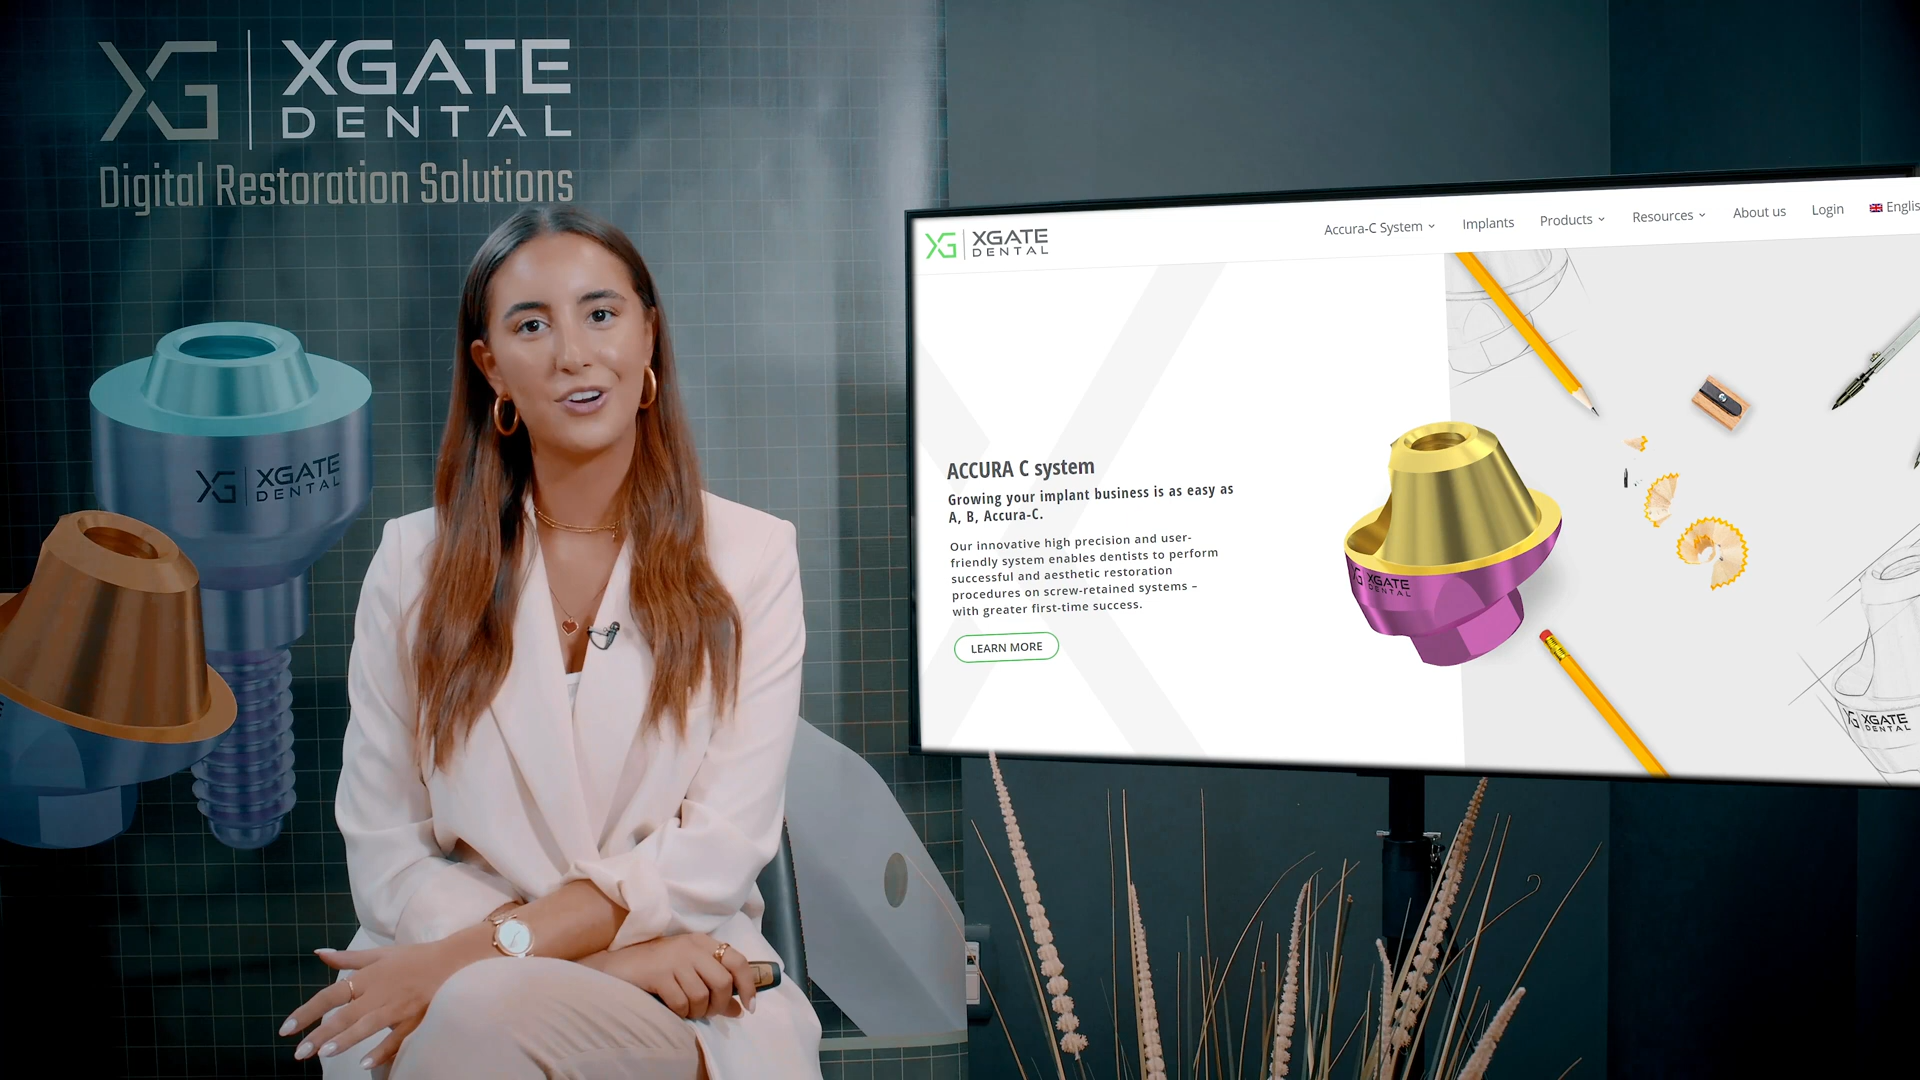 XG XGATE
DENTAL
Digital Restoration Solutions
XG XGATE
DENTAL
XG XGATE
DENTAL
Accura-C System
Implants
Products
Resources
About us
Login
ACCURA C system
Growing your implant business is as easy as
A, B, Accura-C.
Our innovative high precision and user-
friendly system enables dentists to perform
successful and aesthetic restoration
procedures on screw-retained systems –
with greater first-time success.
LEARN MORE
XG XGATE
DENTAL
XG XGATE
DENTAL